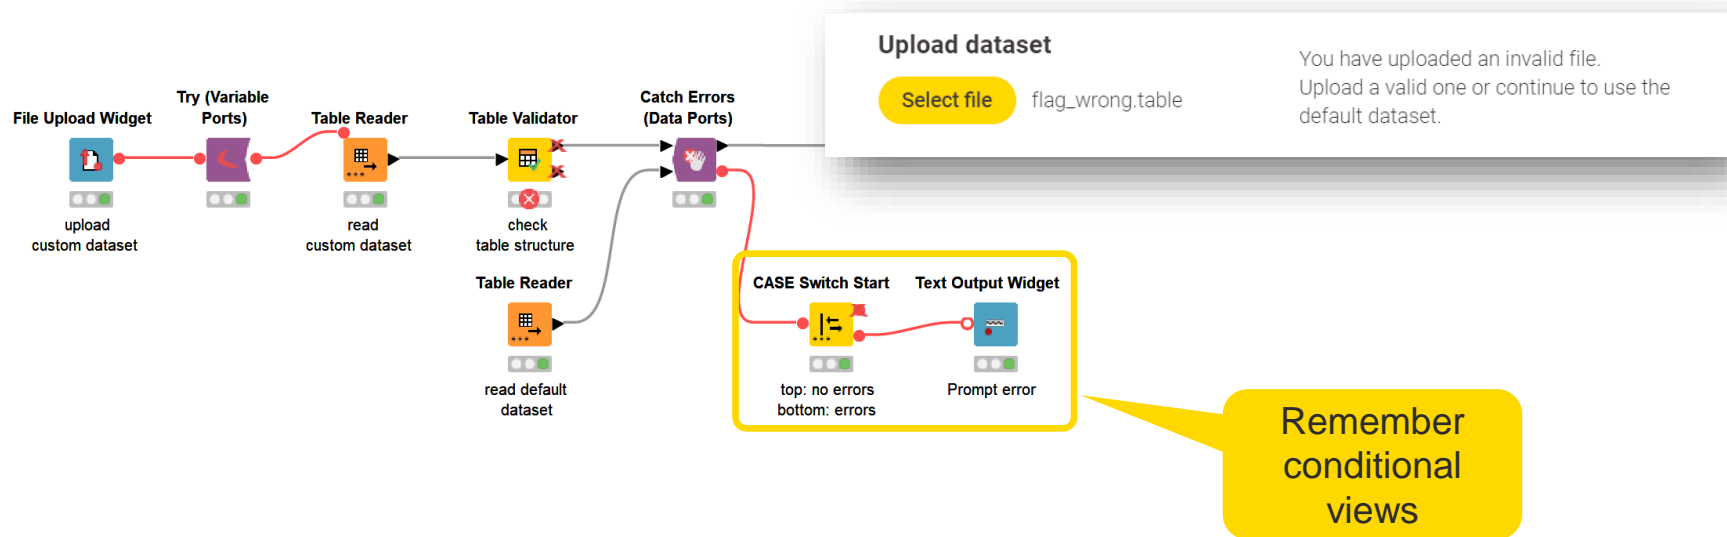 Upload dataset
Select file
flag_wrong.table
You have uploaded an invalid file.
Upload a valid one or continue to use the
default dataset.
File Upload Widget
upload
custom dataset
Try (Variable
Ports)
Table Reader
read
custom dataset
Table Validator
check
table structure
Catch Errors
(Data Ports)
Table Reader
read default
dataset
CASE Switch Start
top: no errors
bottom: errors
Text Output Widget
Prompt error
Remember
conditional
views